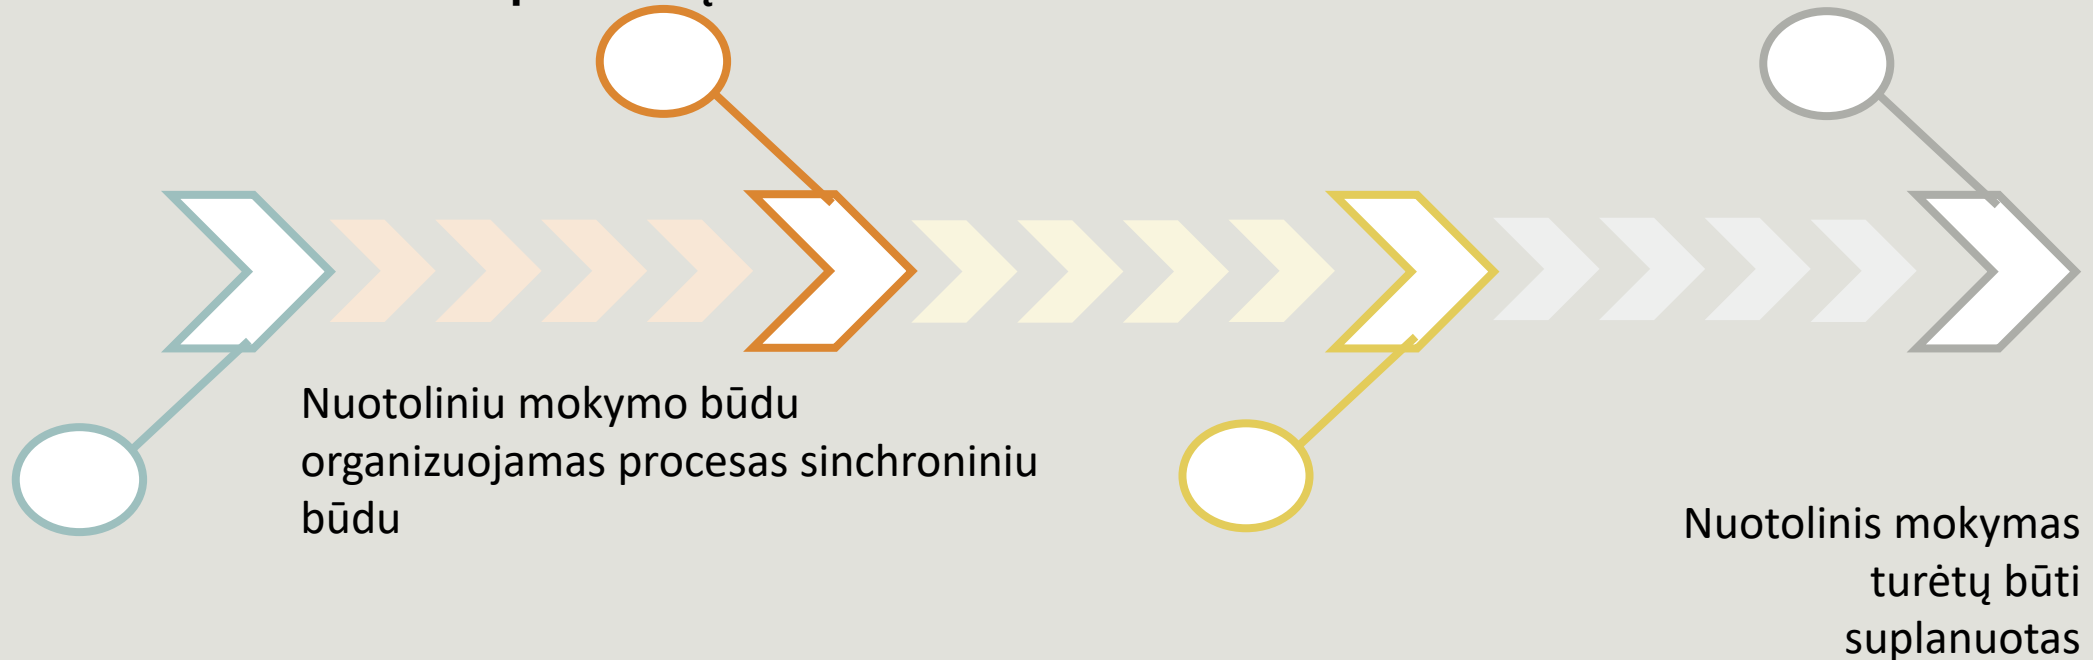 Nuotoliniu mokymo būdu
organizuojamas procesas sinchroniniu
būdu
Nuotolinis mokymas
turėtų būti
suplanuotas